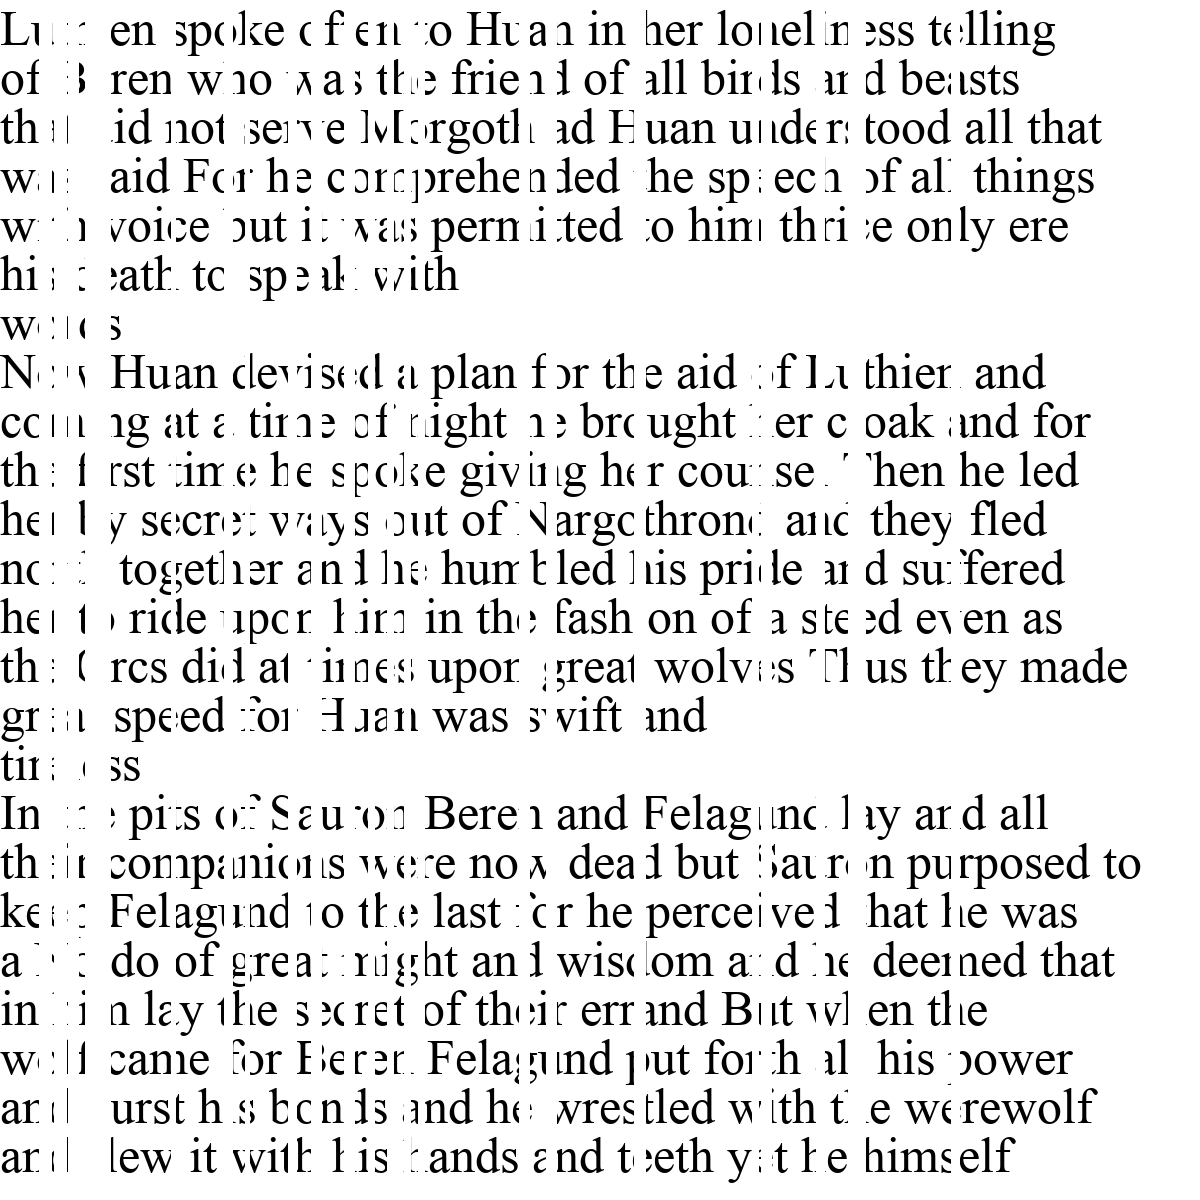 Luthien spoke often to Huan in her loneliness telling
of Beren who was the friend of all birds and beasts
that did not serve Morgoth ad Huan understood all that
was said For he comprehended the speech of all things
with voice but it was permitted to him thrice only ere
his death to speak with
words
Now Huan devised a plan for the aid of Luthien and
coming at a time of night he brought her cloak and for
the first time he spoke giving her counsel Then he led
her by secret ways out of Nargothrond and they fled
north together and he humbled his pride and suffered
her to ride upon him in the fashion of a steed even as
the Orcs did at times upon great wolves Thus they made
great speed for Huan was swift and
tireless
In the pits of Sauron Beren and Felagund lay and all
their companions were now dead but Sauron purposed to
keep Felagund to the last for he perceived that he was
a Noldo of great might and wisdom and he deemed that
in him lay the secret of their errand But when the
wolf came for Beren Felagund put forth all his power
and burst his bonds and he wrestled with the werewolf
and slew it with his hands and teeth yet he himself